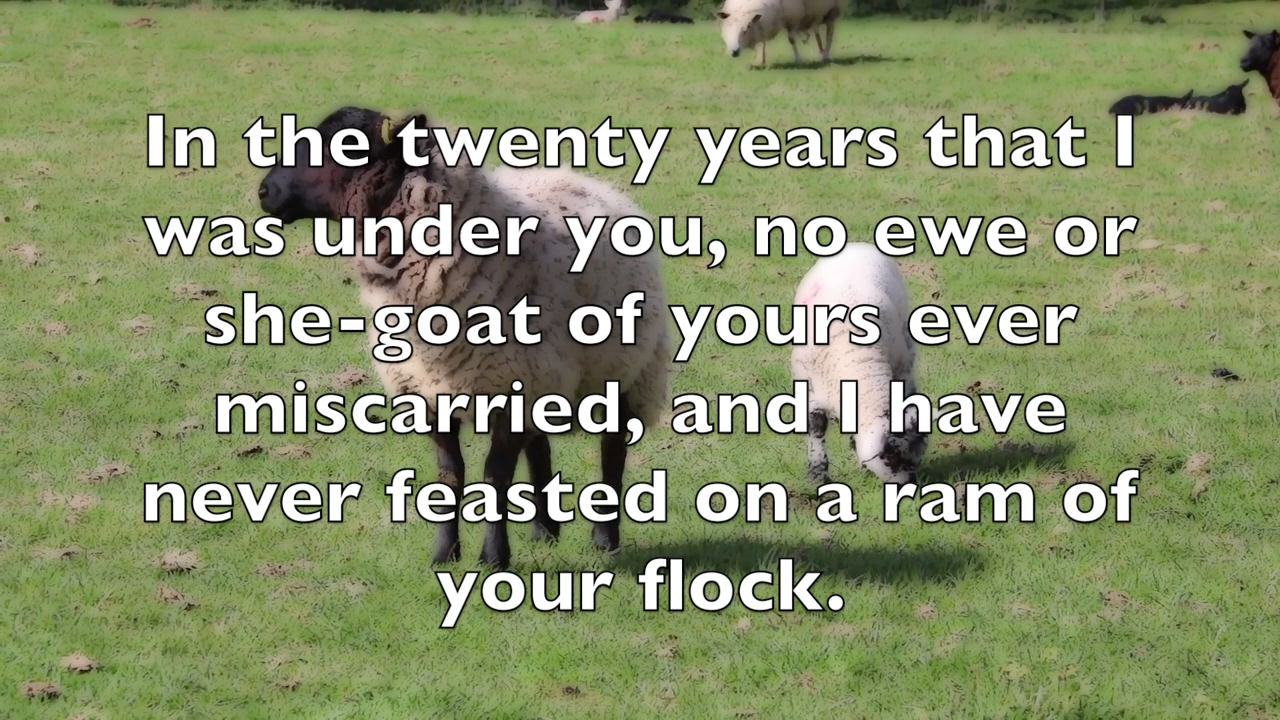 In the twenty years that I
was under you, no ewe or
she-goat of yours ever
miscarried, and I have
never feasted on a ram of
your flock.